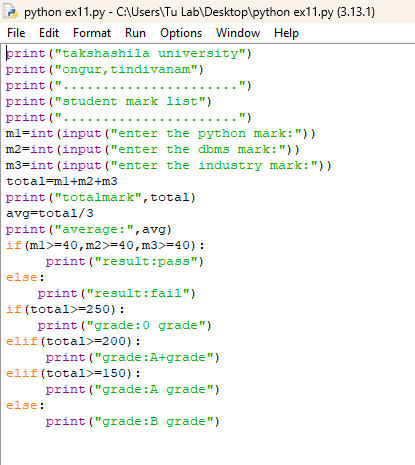 python ex11.py - C:\Users\Tu Lab\Desktop\python ex11.py (3.13.1)
File Edit Format Run Options Window Help
print("takshashila university")
print("ongur,tindivanam")
print("......................")
print("student mark list")
print("......................")
m1=int(input("enter the python mark:"))
m2=int(input("enter the dbms mark:"))
m3=int(input("enter the industry mark:"))
total=m1+m2+m3
print("totalmark",total)
avg=total/3
print("average:",avg)
if(m1>=40,m2>=40,m3>=40):
     print("result:pass")
else:
    print("result:fail")
if(total>=250):
     print("grade:0 grade")
elif(total>=200):
     print("grade:A+grade")
elif(total>=150):
     print("grade:A grade")
else:
     print("grade:B grade")